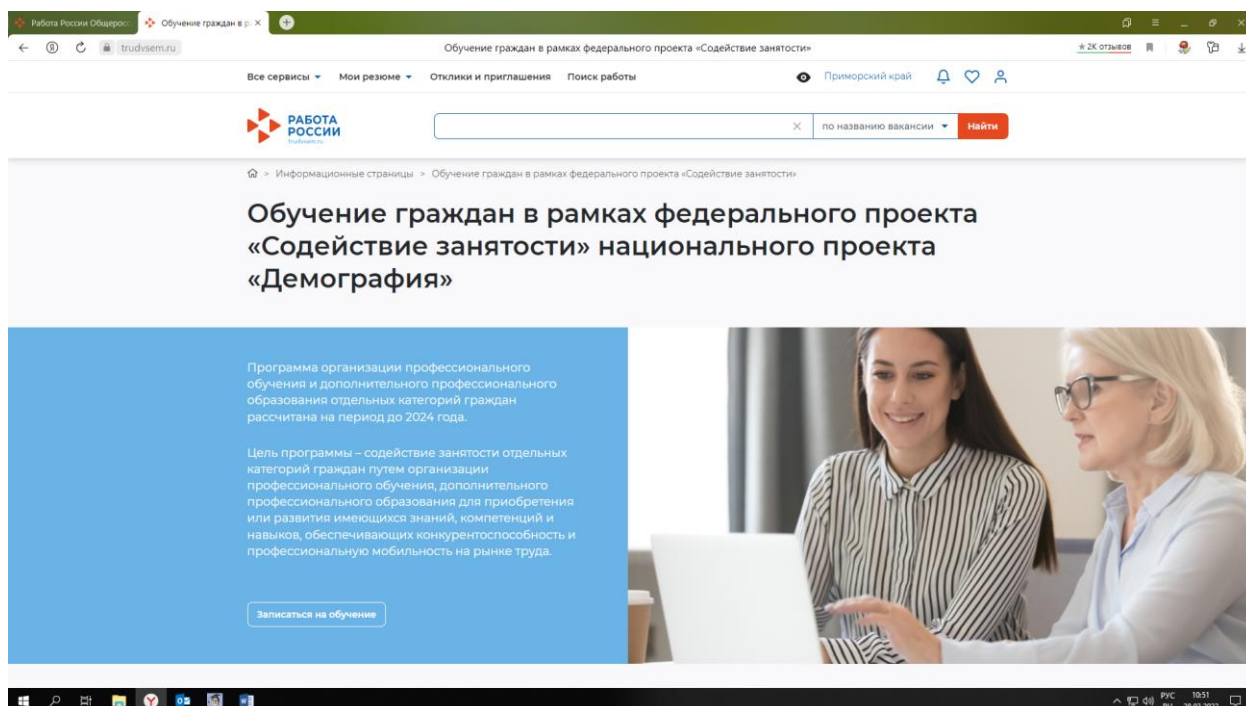 Работа России Общерос
Обучение граждан в р
trudvsem.ru
Обучение граждан в рамках федерального проекта «Содействие занятости»
2К отзывов
Все сервисы
Мои резюме
Отклики и приглашения
Поиск работы
Приморский край
РАБОТА
РОССИИ
trudvsem.ru
по названию вакансии
Найти
> Информационные страницы > Обучение граждан в рамках федерального проекта «Содействие занятости»
Обучение граждан в рамках федерального проекта
«Содействие занятости» национального проекта
«Демография»
Программа организации профессионального
обучения и дополнительного профессионального
образования отдельных категорий граждан
рассчитана на период до 2024 года.
Цель программы – содействие занятости отдельных
категорий граждан путем организации
профессионального обучения, дополнительного
профессионального образования для приобретения
или развития имеющихся знаний, компетенций и
навыков, обеспечивающих конкурентоспособность и
профессиональную мобильность на рынке труда.
Записаться на обучение
РУС
10:51